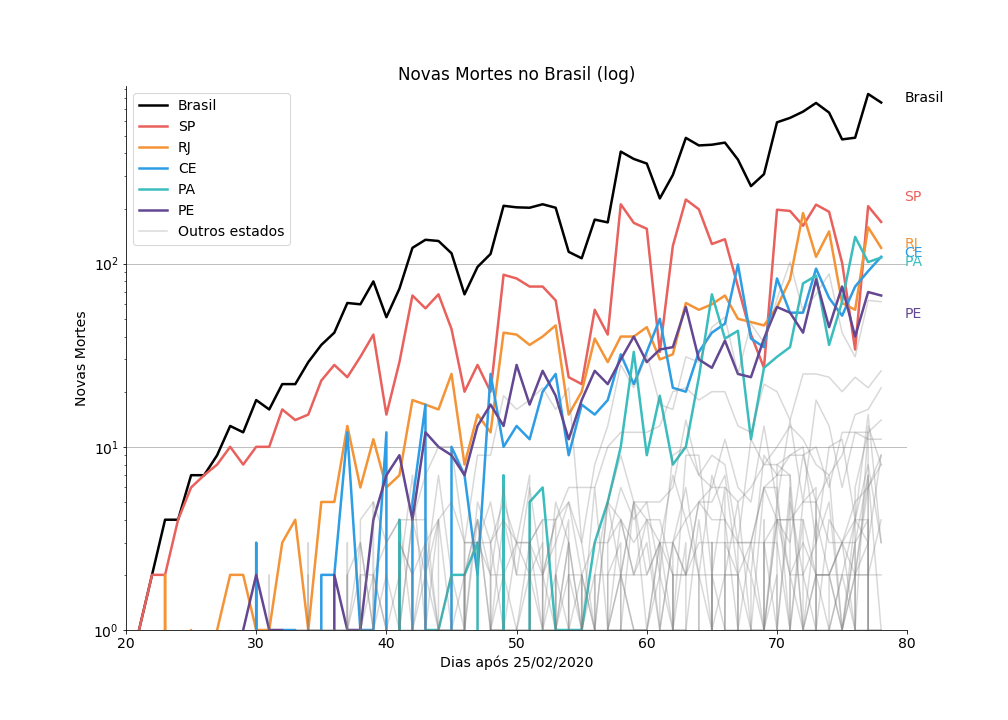 Novas Mortes no Brasil (log)
Brasil
SP
RJ
CE
PA
PE
Outros estados
Novas Mortes
10²
10¹
10⁰
20 30 40 50 60 70 80
Dias após 25/02/2020
Brasil
SP
RJ
CE
PA
PE